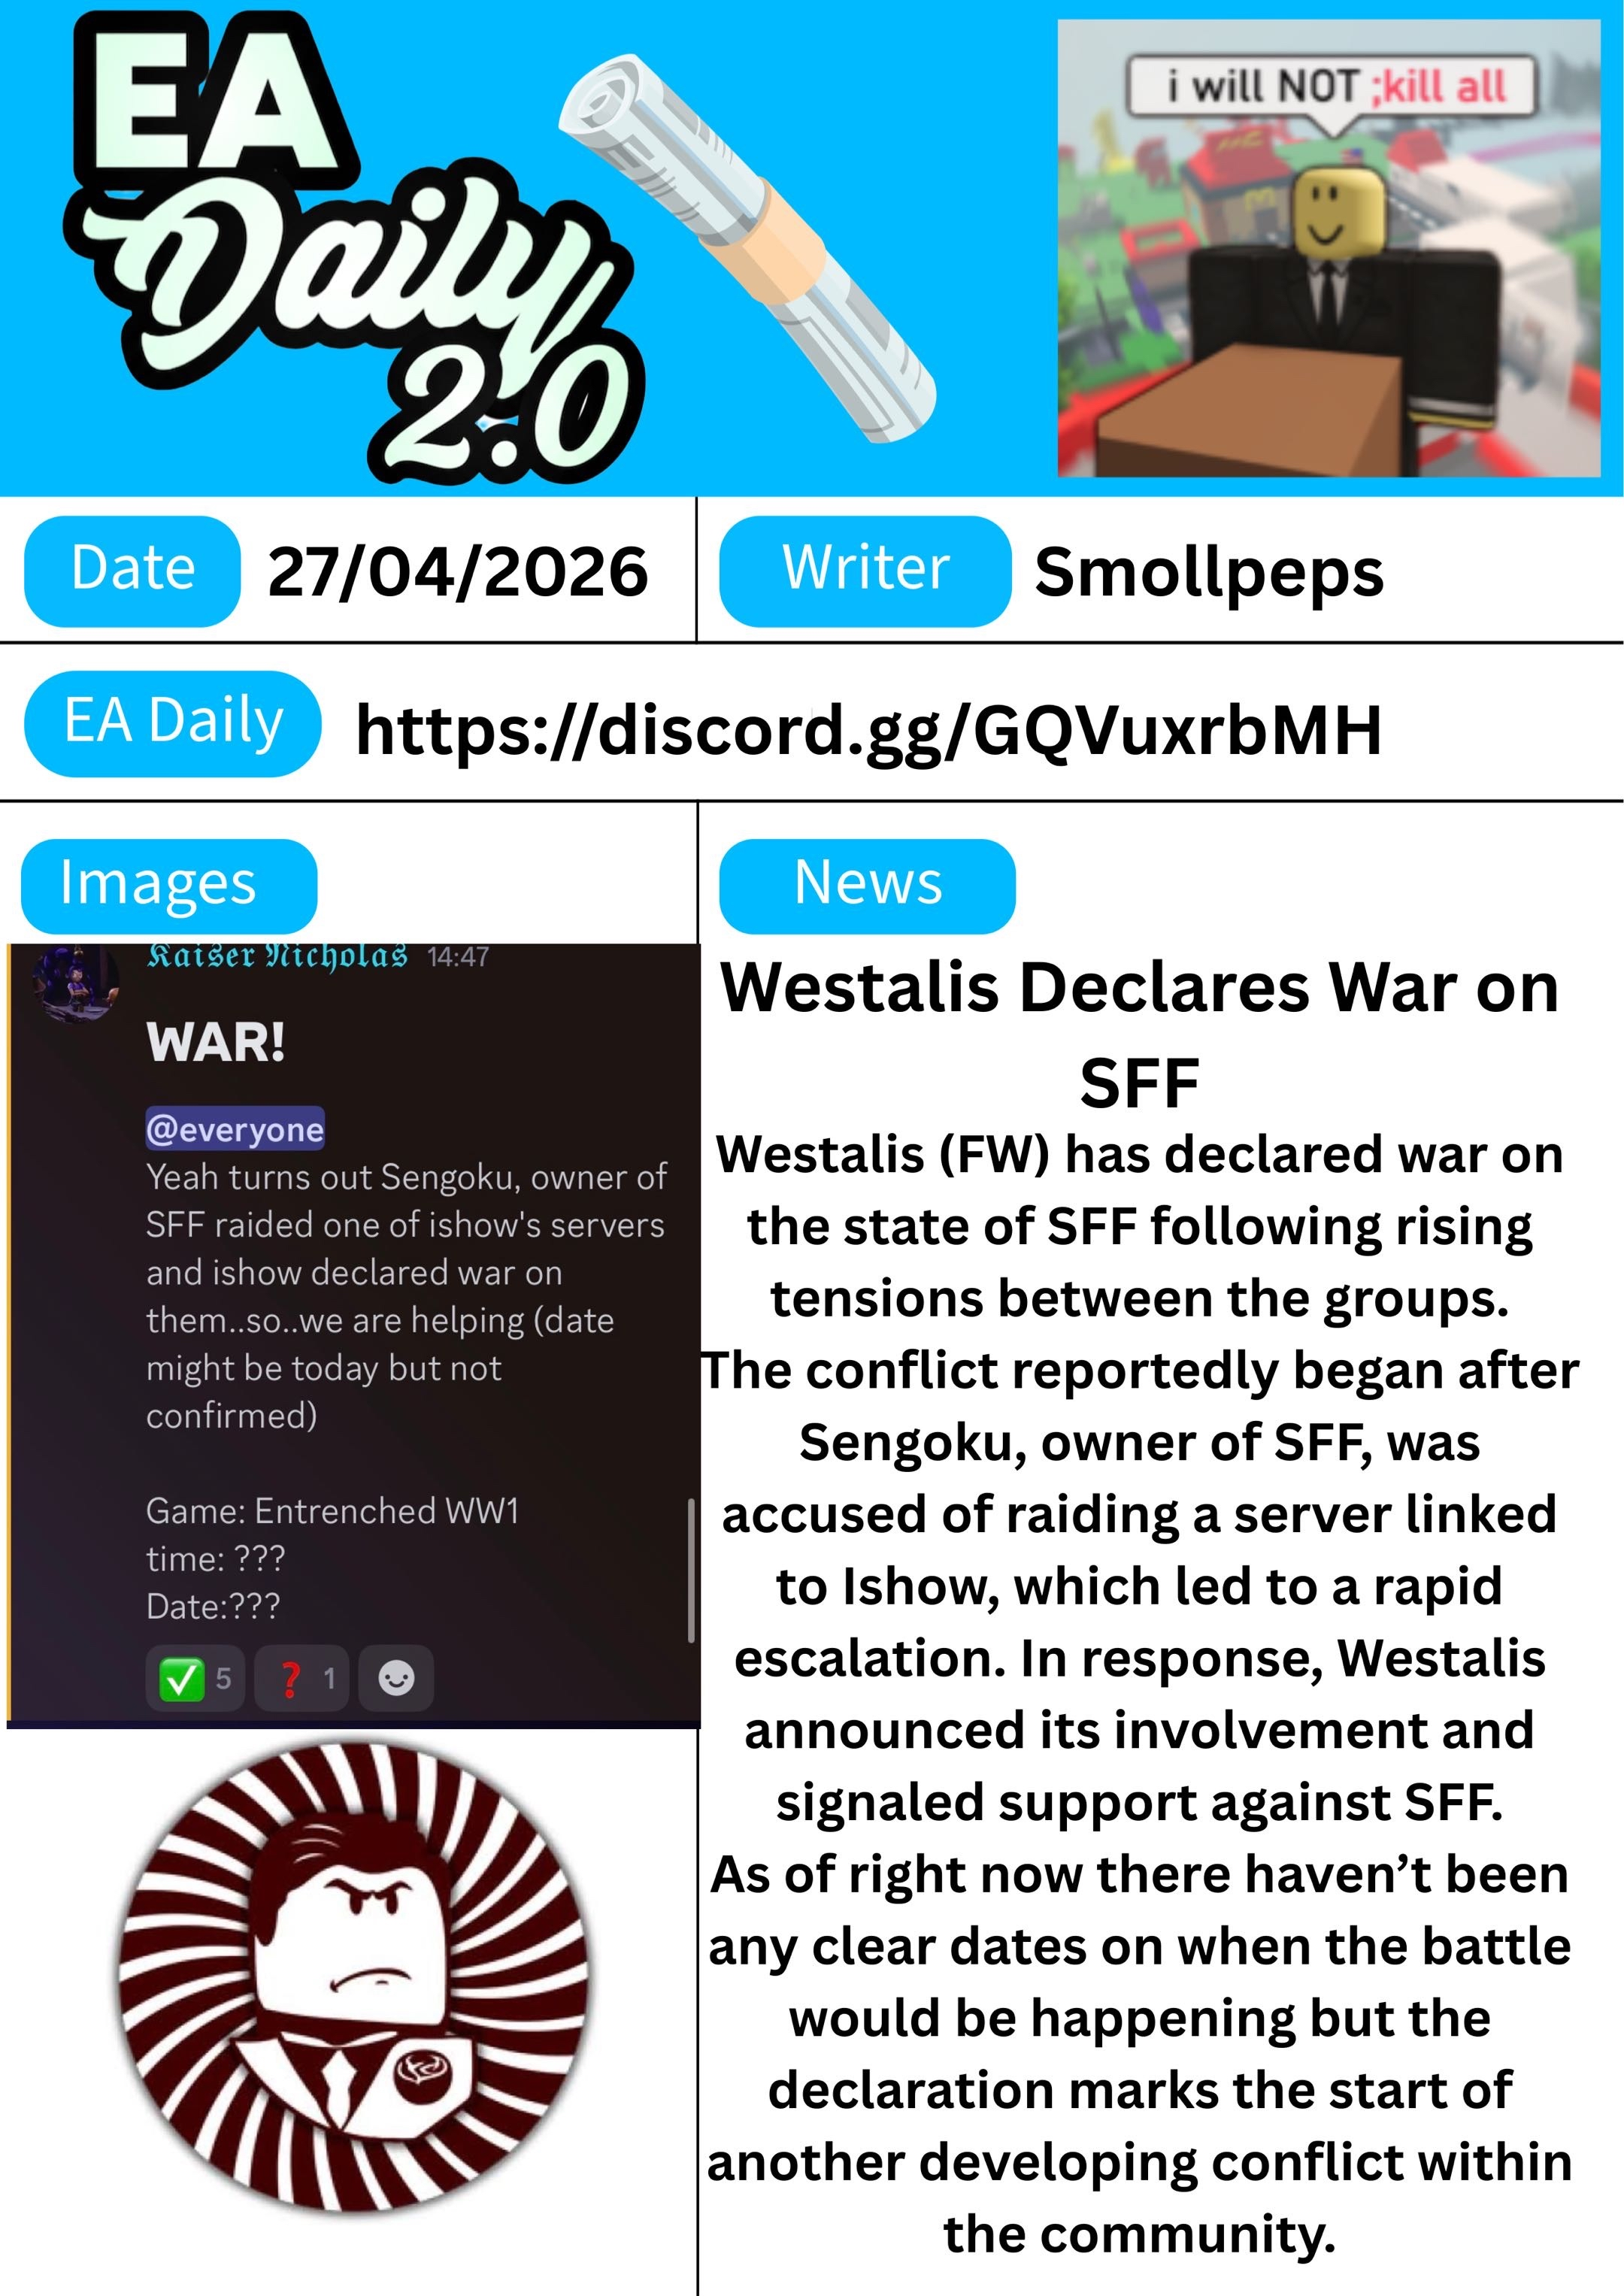 EA
Daily
2.0
i will NOT ;kill all
Date
27/04/2026
Writer
Smollpeps
EA Daily
https://discord.gg/GQVuxrbMH
Images
Kaiser Nicholas 14:47
WAR!
@everyone
Yeah turns out Sengoku, owner of
SFF raided one of ishow's servers
and ishow declared war on
them..so..we are helping (date
might be today but not
confirmed)
Game: Entrenched WW1
time: ???
Date:???
5
1
News
Westalis Declares War on
SFF
Westalis (FW) has declared war on
the state of SFF following rising
tensions between the groups.
The conflict reportedly began after
Sengoku, owner of SFF, was
accused of raiding a server linked
to Ishow, which led to a rapid
escalation. In response, Westalis
announced its involvement and
signaled support against SFF.
As of right now there haven’t been
any clear dates on when the battle
would be happening but the
declaration marks the start of
another developing conflict within
the community.